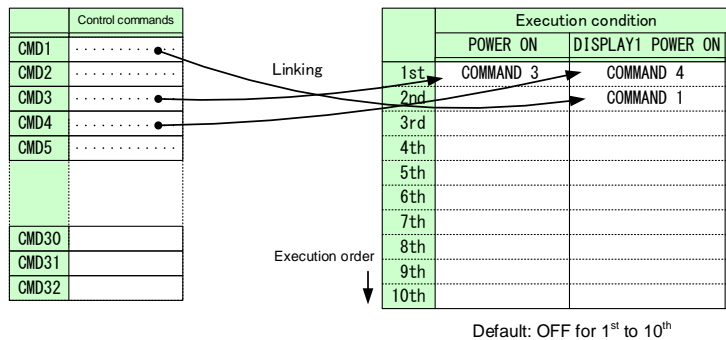 Control commands
CMD1 ...........
CMD2 ...........
CMD3 ...........
CMD4 ...........
CMD5 ...........
CMD30
CMD31
CMD32
Linking
Execution order
Execution condition
POWER ON DISPLAY1 POWER ON
1st COMMAND 3 COMMAND 4
2nd COMMAND 1
3rd
4th
5th
6th
7th
8th
9th
10th
Default: OFF for 1st to 10th